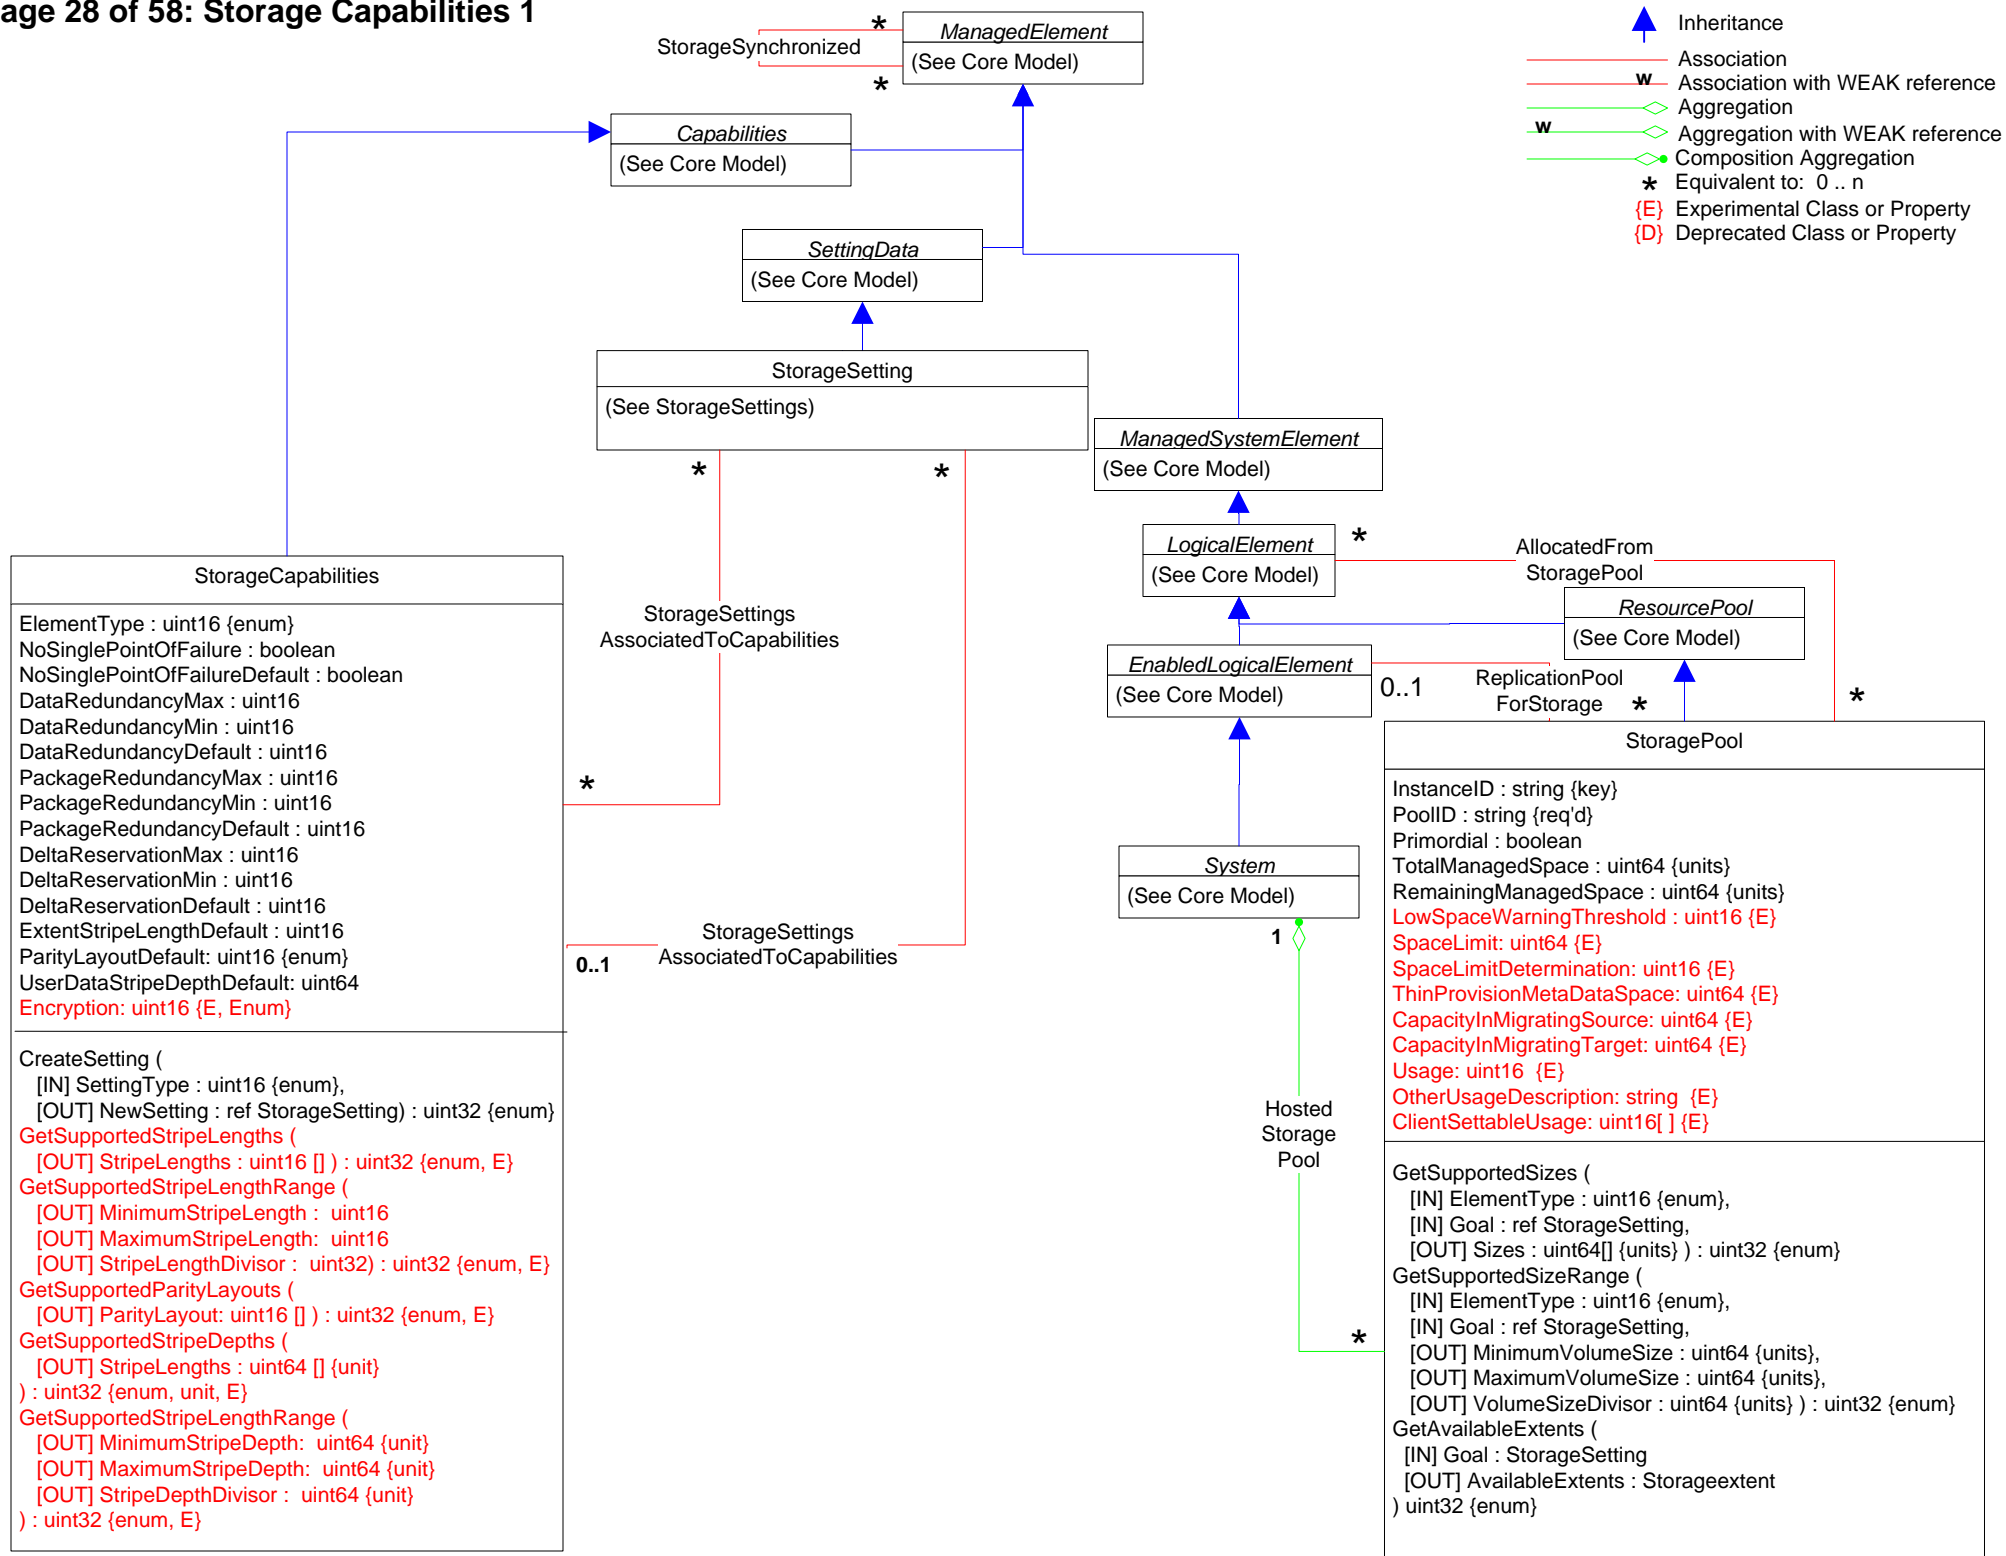 age 28 of 58: Storage Capabilities 1
Inheritance
Association
w Association with WEAK reference
Aggregation
w Aggregation with WEAK reference
Composition Aggregation
* Equivalent to: 0 .. n
{E} Experimental Class or Property
{D} Deprecated Class or Property
StorageSynchronized
*
*
ManagedElement
(See Core Model)
Capabilities
(See Core Model)
SettingData
(See Core Model)
StorageSetting
(See StorageSettings)
*
*
ManagedSystemElement
(See Core Model)
LogicalElement
(See Core Model)
*
AllocatedFrom
StoragePool
ResourcePool
(See Core Model)
EnabledLogicalElement
(See Core Model)
0..1
ReplicationPool
ForStorage
*
*
System
(See Core Model)
1
Hosted
Storage
Pool
*
StorageSettings
AssociatedToCapabilities
*
StorageSettings
AssociatedToCapabilities
0..1
StorageCapabilities
ElementType : uint16 {enum}
NoSinglePointOfFailure : boolean
NoSinglePointOfFailureDefault : boolean
DataRedundancyMax : uint16
DataRedundancyMin : uint16
DataRedundancyDefault : uint16
PackageRedundancyMax : uint16
PackageRedundancyMin : uint16
PackageRedundancyDefault : uint16
DeltaReservationMax : uint16
DeltaReservationMin : uint16
DeltaReservationDefault : uint16
ExtentStripeLengthDefault : uint16
ParityLayoutDefault: uint16 {enum}
UserDataStripeDepthDefault: uint64
Encryption: uint16 {E, Enum}
CreateSetting (
[IN] SettingType : uint16 {enum},
[OUT] NewSetting : ref StorageSetting) : uint32 {enum}
GetSupportedStripeLengths (
[OUT] StripeLengths : uint16 [] ) : uint32 {enum, E}
GetSupportedStripeLengthRange (
[OUT] MinimumStripeLength : uint16
[OUT] MaximumStripeLength: uint16
[OUT] StripeLengthDivisor : uint32) : uint32 {enum, E}
GetSupportedParityLayouts (
[OUT] ParityLayout: uint16 [] ) : uint32 {enum, E}
GetSupportedStripeDepths (
[OUT] StripeLengths : uint64 [] {unit}
) : uint32 {enum, unit, E}
GetSupportedStripeLengthRange (
[OUT] MinimumStripeDepth: uint64 {unit}
[OUT] MaximumStripeDepth: uint64 {unit}
[OUT] StripeDepthDivisor : uint64 {unit}
) : uint32 {enum, E}
StoragePool
InstanceID : string {key}
PoolID : string {req'd}
Primordial : boolean
TotalManagedSpace : uint64 {units}
RemainingManagedSpace : uint64 {units}
LowSpaceWarningThreshold : uint16 {E}
SpaceLimit: uint64 {E}
SpaceLimitDetermination: uint16 {E}
ThinProvisionMetaDataSpace: uint64 {E}
CapacityInMigratingSource: uint64 {E}
CapacityInMigratingTarget: uint64 {E}
Usage: uint16 {E}
OtherUsageDescription: string {E}
ClientSettableUsage: uint16[ ] {E}
GetSupportedSizes (
[IN] ElementType : uint16 {enum},
[IN] Goal : ref StorageSetting,
[OUT] Sizes : uint64[] {units} ) : uint32 {enum}
GetSupportedSizeRange (
[IN] ElementType : uint16 {enum},
[IN] Goal : ref StorageSetting,
[OUT] MinimumVolumeSize : uint64 {units},
[OUT] MaximumVolumeSize : uint64 {units},
[OUT] VolumeSizeDivisor : uint64 {units} ) : uint32 {enum}
GetAvailableExtents (
[IN] Goal : StorageSetting
[OUT] AvailableExtents : Storageextent
) uint32 {enum}